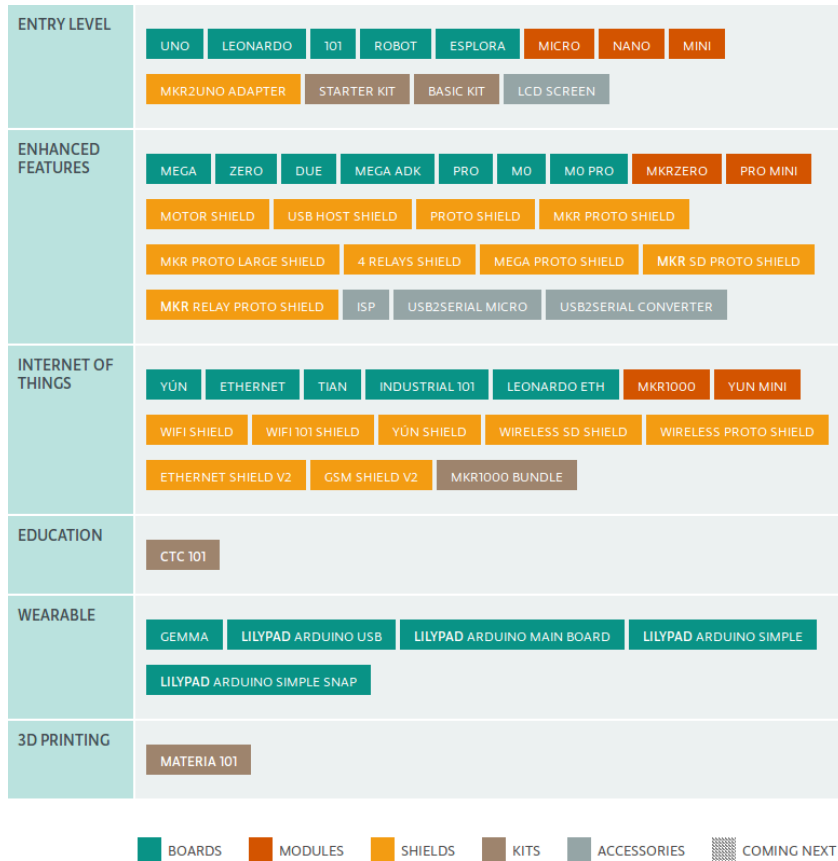 ENTRY LEVEL
UNO LEONARDO 101 ROBOT ESPLORA MICRO NANO MINI
MKR2UNO ADAPTER STARTER KIT BASIC KIT LCD SCREEN
ENHANCED
FEATURES
MEGA ZERO DUE MEGA ADK PRO M0 M0 PRO MKRZERO PRO MINI
MOTOR SHIELD USB HOST SHIELD PROTO SHIELD MKR PROTO SHIELD
MKR PROTO LARGE SHIELD 4 RELAYS SHIELD MEGA PROTO SHIELD MKR SD PROTO SHIELD
MKR RELAY PROTO SHIELD ISP USB2SERIAL MICRO USB2SERIAL CONVERTER
INTERNET OF
THINGS
YÚN ETHERNET TIAN INDUSTRIAL 101 LEONARDO ETH MKR1000 YUN MINI
WIFI SHIELD WIFI 101 SHIELD YÚN SHIELD WIRELESS SD SHIELD WIRELESS PROTO SHIELD
ETHERNET SHIELD V2 GSM SHIELD V2 MKR1000 BUNDLE
EDUCATION
CTC 101
WEARABLE
GEMMA LILYPAD ARDUINO USB LILYPAD ARDUINO MAIN BOARD LILYPAD ARDUINO SIMPLE
LILYPAD ARDUINO SIMPLE SNAP
3D PRINTING
MATERIA 101
BOARDS MODULES SHIELDS KITS ACCESSORIES COMING NEXT